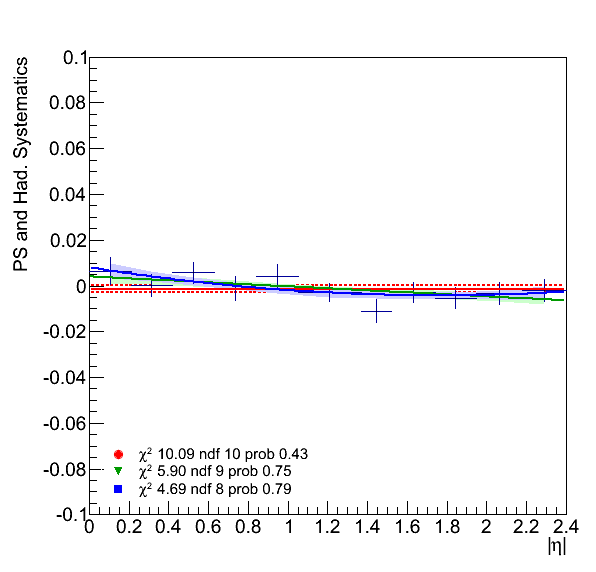 PS and Had. Systematics
0.1
0.08
0.06
0.04
0.02
0
-0.02
-0.04
-0.06
-0.08
-0.1
χ² 10.09 ndf 10 prob 0.43
χ² 5.90 ndf 9 prob 0.75
χ² 4.69 ndf 8 prob 0.79
0 0.2 0.4 0.6 0.8 1 1.2 1.4 1.6 1.8 2 2.2 2.4
|η|